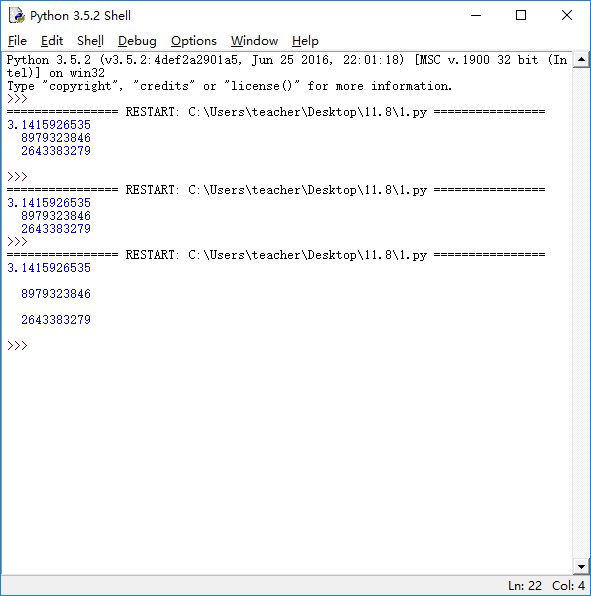 Python 3.5.2 Shell
File Edit Shell Debug Options Window Help
Python 3.5.2 (v3.5.2:4def2a2901a5, Jun 25 2016, 22:01:18) [MSC v.1900 32 bit (In
tel)] on win32
Type "copyright", "credits" or "license()" for more information.
>>>
================ RESTART: C:\Users\teacher\Desktop\11.8\1.py ================
3.1415926535
  8979323846
  2643383279
>>>
================ RESTART: C:\Users\teacher\Desktop\11.8\1.py ================
3.1415926535
  8979323846
  2643383279
>>>
================ RESTART: C:\Users\teacher\Desktop\11.8\1.py ================
3.1415926535
  8979323846
  2643383279
>>>
Ln: 22 Col: 4